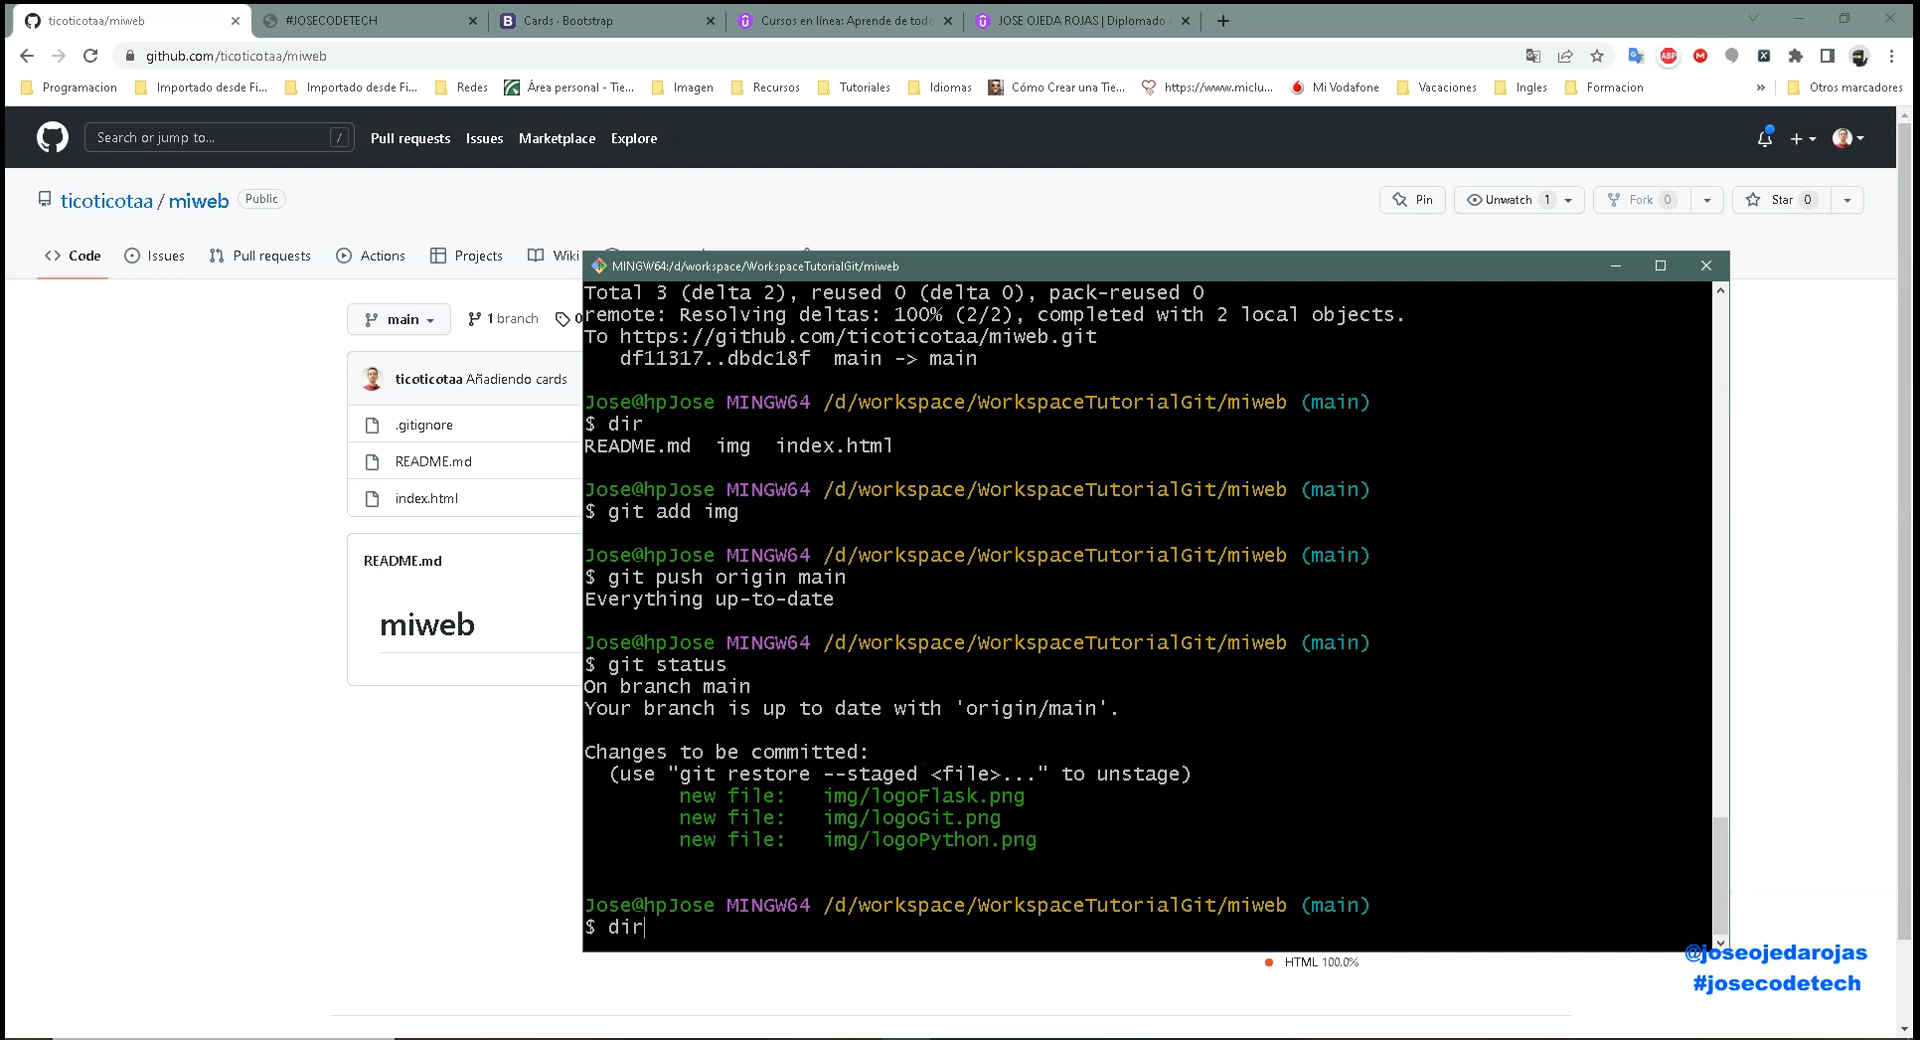 ticoticotaa/miweb
#JOSECODETECH
Cards · Bootstrap
Cursos en línea: Aprende de todo
JOSE OJEDA ROJAS | Diplomado
github.com/ticoticotaa/miweb
Programacion
Importado desde Fi...
Importado desde Fi...
Redes
Área personal - Tie...
Imagen
Recursos
Tutoriales
Idiomas
Cómo Crear una Tie...
https://www.miclu...
Mi Vodafone
Vacaciones
Ingles
Formacion
»
Otros marcadores
Search or jump to...
/
Pull requests
Issues
Marketplace
Explore
ticoticotaa / miweb
Public
Pin
Unwatch 1
Fork 0
Star 0
Code
Issues
Pull requests
Actions
Projects
Wiki
main
1 branch
0
ticoticotaa Añadiendo cards
.gitignore
README.md
index.html
README.md
miweb
MINGW64:/d/workspace/WorkspaceTutorialGit/miweb
Total 3 (delta 2), reused 0 (delta 0), pack-reused 0
remote: Resolving deltas: 100% (2/2), completed with 2 local objects.
To https://github.com/ticoticotaa/miweb.git
df11317..dbdc18f main -> main
Jose@hpJose MINGW64 /d/workspace/WorkspaceTutorialGit/miweb (main)
$ dir
README.md img index.html
Jose@hpJose MINGW64 /d/workspace/WorkspaceTutorialGit/miweb (main)
$ git add img
Jose@hpJose MINGW64 /d/workspace/WorkspaceTutorialGit/miweb (main)
$ git push origin main
Everything up-to-date
Jose@hpJose MINGW64 /d/workspace/WorkspaceTutorialGit/miweb (main)
$ git status
On branch main
Your branch is up to date with 'origin/main'.
Changes to be committed:
(use "git restore --staged <file>..." to unstage)
new file: img/logoFlask.png
new file: img/logoGit.png
new file: img/logoPython.png
Jose@hpJose MINGW64 /d/workspace/WorkspaceTutorialGit/miweb (main)
$ dir
HTML 100.0%
@joseojedarojas
#josecodetech